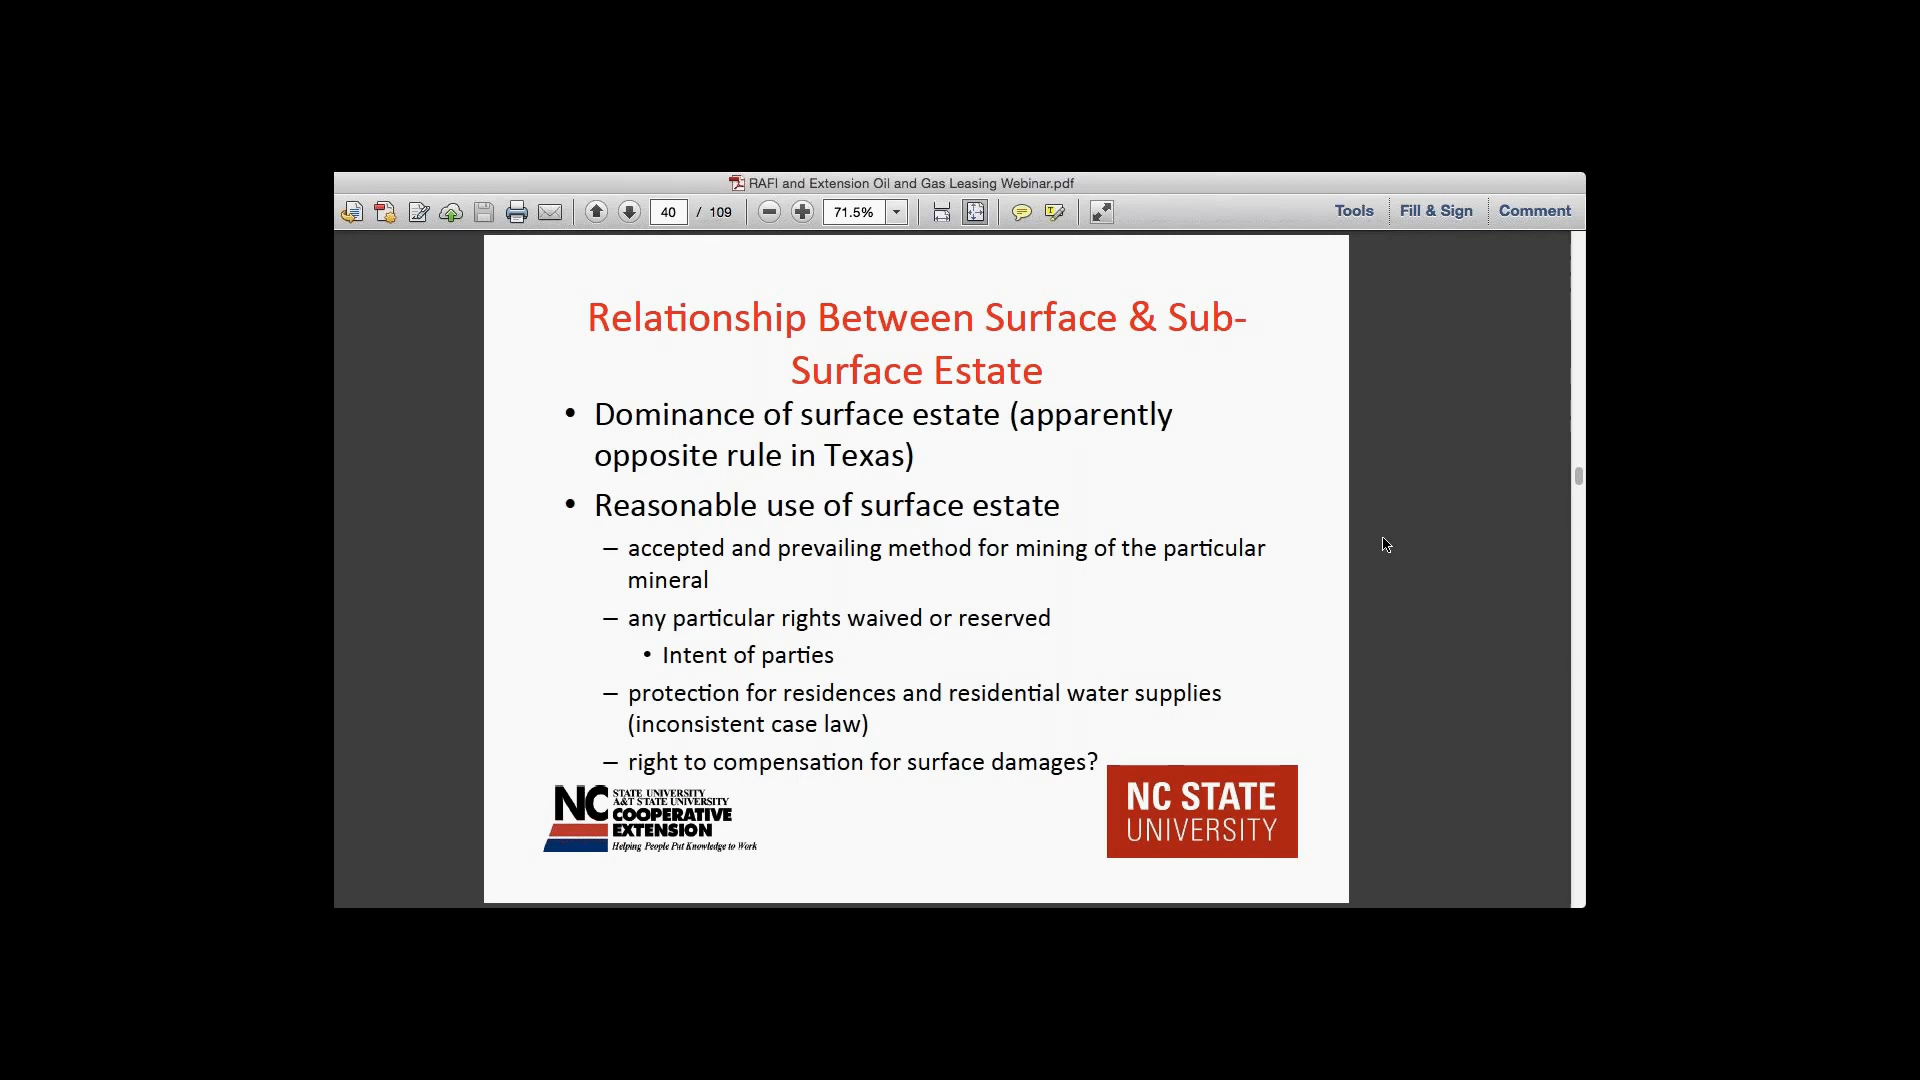 RAFI and Extension Oil and Gas Leasing Webinar.pdf
40 / 109 71.5% Tools Fill & Sign Comment
Relationship Between Surface & Sub-
Surface Estate
• Dominance of surface estate (apparently
opposite rule in Texas)
• Reasonable use of surface estate
– accepted and prevailing method for mining of the particular
mineral
– any particular rights waived or reserved
• Intent of parties
– protection for residences and residential water supplies
(inconsistent case law)
– right to compensation for surface damages?
NC STATE UNIVERSITY
A&T STATE UNIVERSITY
COOPERATIVE
EXTENSION
Helping People Put Knowledge to Work
NC STATE
UNIVERSITY